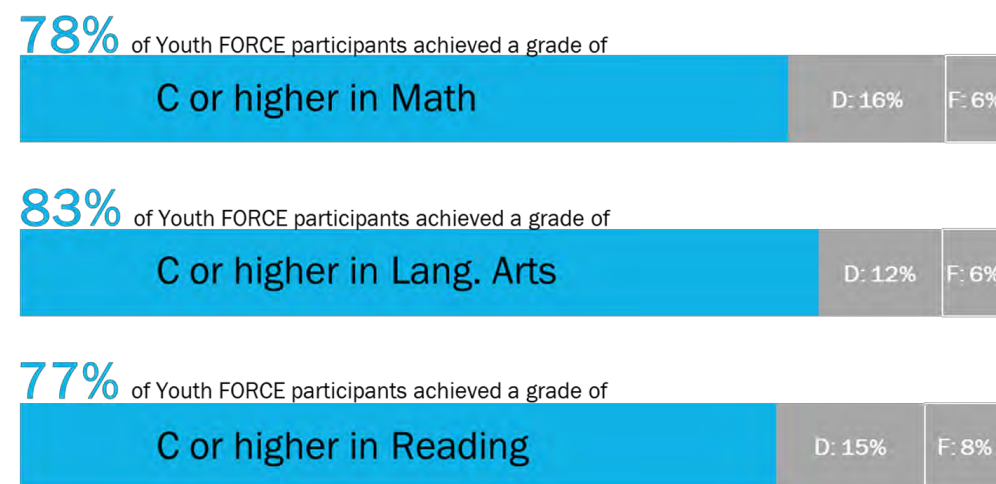 78% of Youth FORCE participants achieved a grade of
C or higher in Math D: 16% F: 6%
83% of Youth FORCE participants achieved a grade of
C or higher in Lang. Arts D: 12% F: 6%
77% of Youth FORCE participants achieved a grade of
C or higher in Reading D: 15% F: 8%